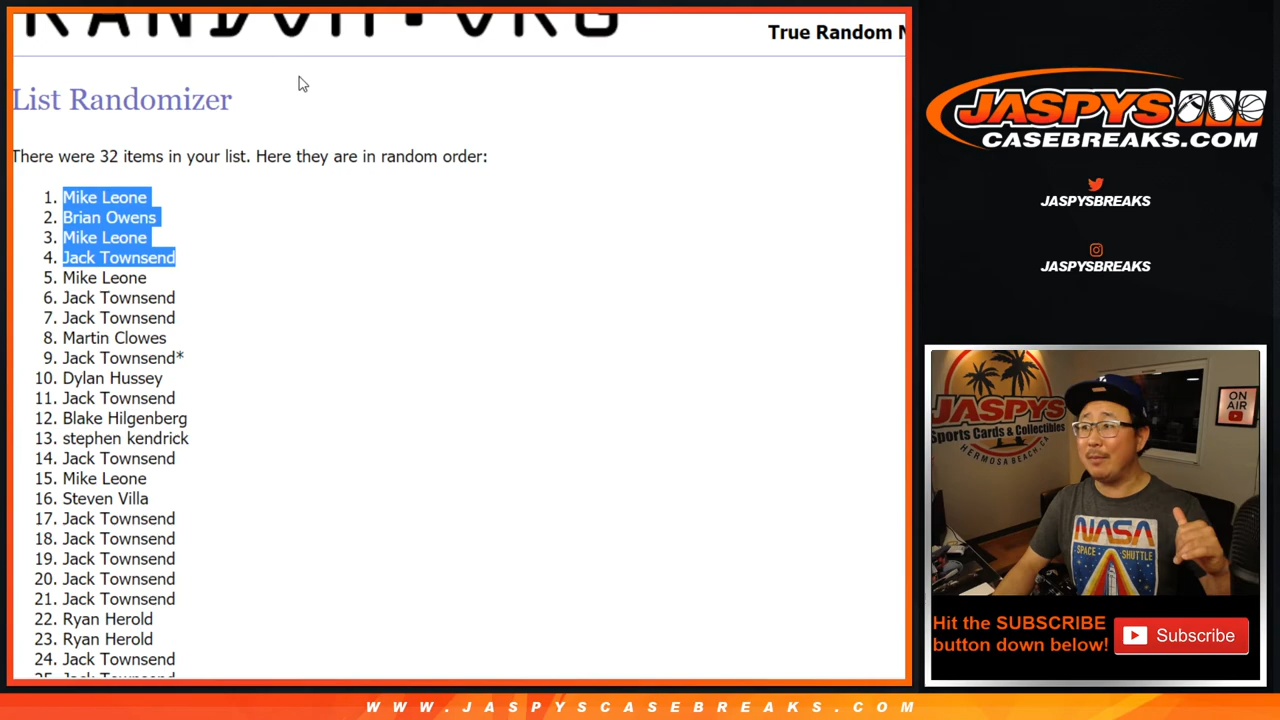 RANDOM.ORG
True Random N
List Randomizer
There were 32 items in your list. Here they are in random order:
1. Mike Leone
2. Brian Owens
3. Mike Leone
4. Jack Townsend
5. Mike Leone
6. Jack Townsend
7. Jack Townsend
8. Martin Clowes
9. Jack Townsend*
10. Dylan Hussey
11. Jack Townsend
12. Blake Hilgenberg
13. stephen kendrick
14. Jack Townsend
15. Mike Leone
16. Steven Villa
17. Jack Townsend
18. Jack Townsend
19. Jack Townsend
20. Jack Townsend
21. Jack Townsend
22. Ryan Herold
23. Ryan Herold
24. Jack Townsend
25. Jack Townsend
JASPYS
CASEBREAKS.COM
JASPYSBREAKS
JASPYSBREAKS
JASPYS
Sports Cards & Collectibles
HERMOSA BEACH, CA
ON
AIR
NASA
SPACE SHUTTLE
Hit the SUBSCRIBE
button down below!
Subscribe
WWW.JASPYSCASEBREAKS.COM